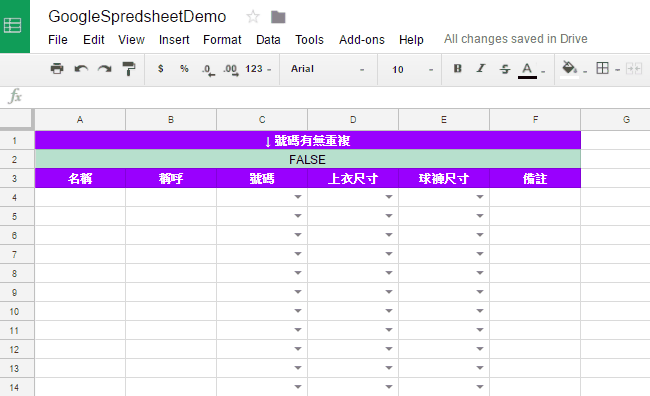 GoogleSpredsheetDemo
File Edit View Insert Format Data Tools Add-ons Help All changes saved in Drive
$ % .0 .00 123 Arial 10 B I S A
fx
A B C D E F G
1 ↓號碼有無重複
2 FALSE
3 名稱 稱呼 號碼 上衣尺寸 球褲尺寸 備註
4
5
6
7
8
9
10
11
12
13
14